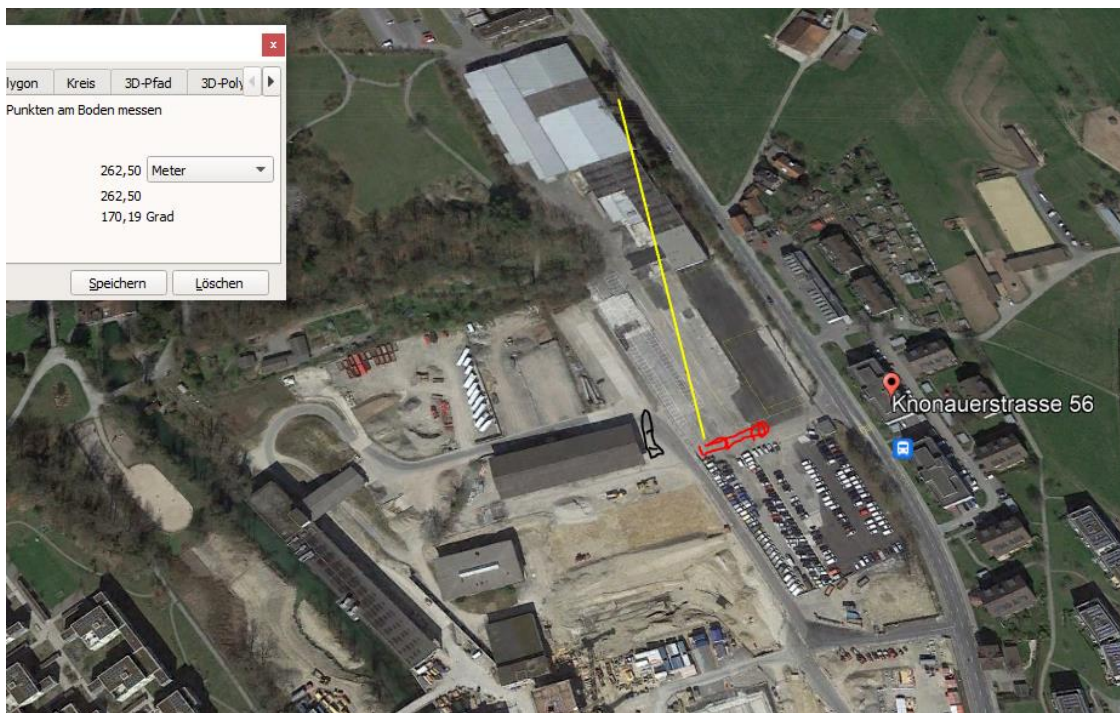 x
lygon Kreis 3D-Pfad 3D-Poly
Punkten am Boden messen
262,50 Meter
262,50
170,19 Grad
Speichern Löschen
Knonauerstrasse 56